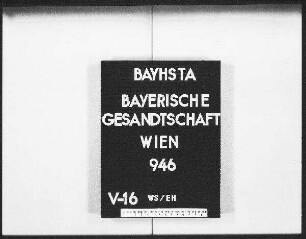 BAYHSTA
BAYERISCHE
GESANDTSCHAFT
WIEN
946
V-16 WS/EH